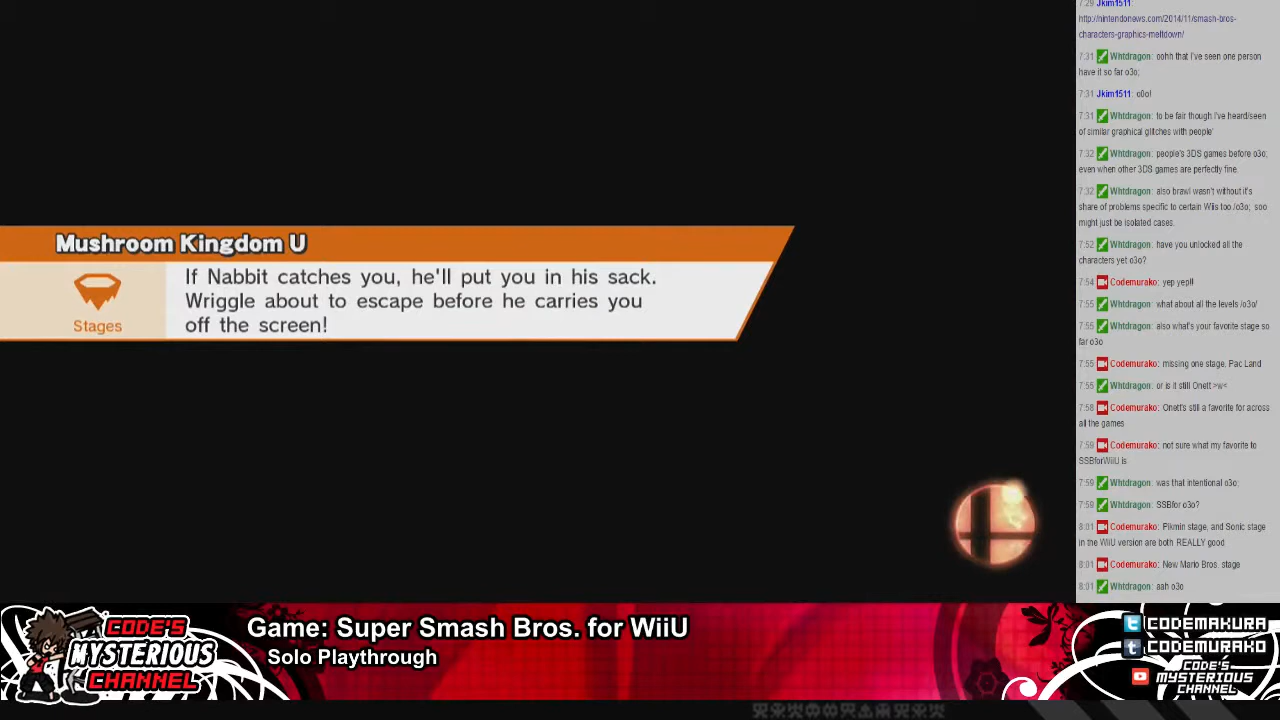 Mushroom Kingdom U
Stages
If Nabbit catches you, he'll put you in his sack.
Wriggle about to escape before he carries you
off the screen!
7:29 Jkim1511:
http://nintendonews.com/2014/11/smash-bros-
characters-graphics-meltdown/
7:31 Whtdragon: oohh that I've seen one person
have it so far o3o;
7:31 Jkim1511: o0o!
7:31 Whtdragon: to be fair though I've heard/seen
of similar graphical glitches with people'
7:32 Whtdragon: people's 3DS games before o3o;
even when other 3DS games are perfectly fine.
7:32 Whtdragon: also brawl wasn't without it's
share of problems specific to certain Wiis too /o3o; soo
might just be isolated cases.
7:52 Whtdragon: have you unlocked all the
characters yet o3o?
7:54 Codemurako: yep yep!!
7:55 Whtdragon: what about all the levels /o3o/
7:55 Whtdragon: also what's your favorite stage so
far o3o
7:55 Codemurako: missing one stage, Pac Land
7:55 Whtdragon: or is it still Onett >w<
7:58 Codemurako: Onett's still a favorite for across
all the games
7:59 Codemurako: not sure what my favorite to
SSBforWiiU is
7:59 Whtdragon: was that intentional o3o;
7:59 Whtdragon: SSBfor o3o?
8:01 Codemurako: Pikmin stage, and Sonic stage
in the WiiU version are both REALLY good
8:01 Codemurako: New Mario Bros. stage
8:01 Whtdragon: aah o3o
CODE'S
MYSTERIOUS
CHANNEL
Game: Super Smash Bros. for WiiU
Solo Playthrough
CODEMAKURA
CODEMURAKO
CODE'S
MYSTERIOUS
CHANNEL